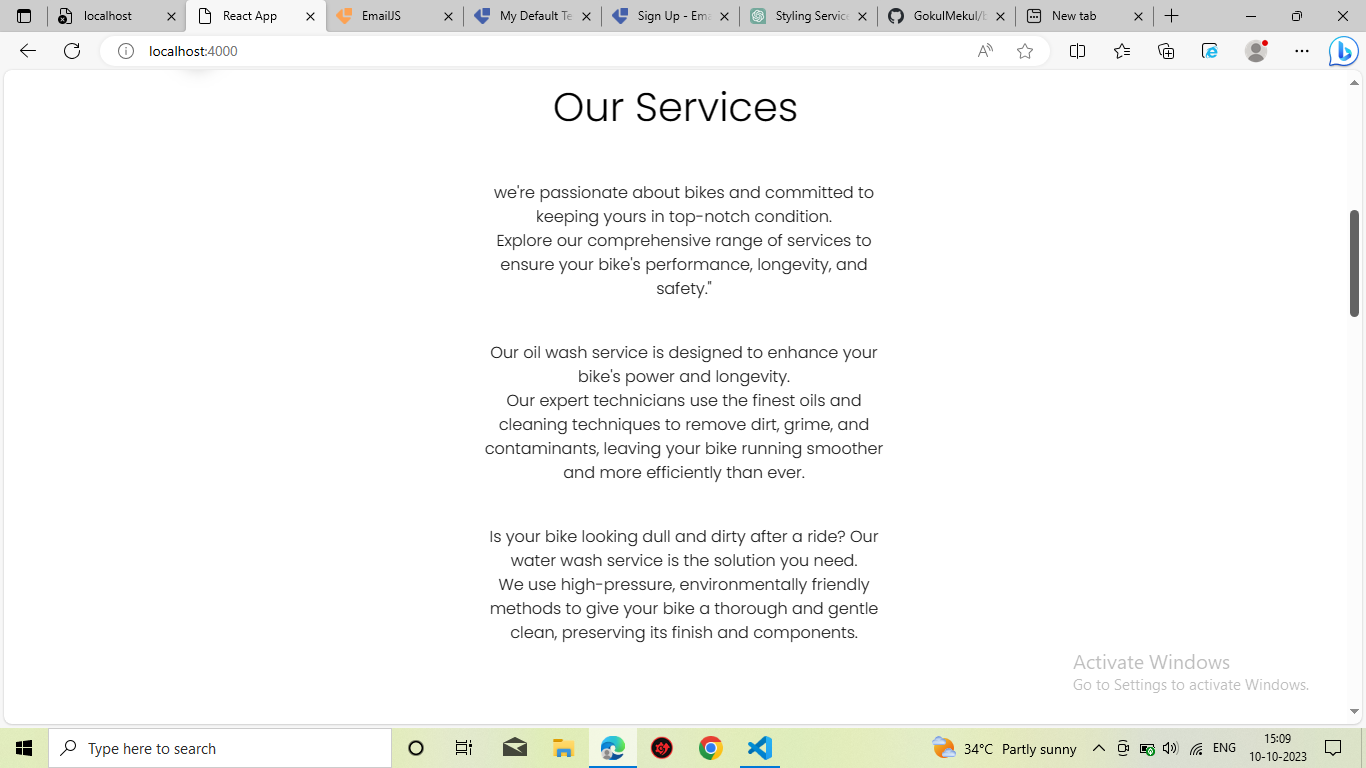 localhost
React App
EmailJS
My Default Te
Sign Up - Ema
Styling Service
GokulMekul/b
New tab
localhost:4000
Our Services
we're passionate about bikes and committed to
keeping yours in top-notch condition.
Explore our comprehensive range of services to
ensure your bike's performance, longevity, and
safety."
Our oil wash service is designed to enhance your
bike's power and longevity.
Our expert technicians use the finest oils and
cleaning techniques to remove dirt, grime, and
contaminants, leaving your bike running smoother
and more efficiently than ever.
Is your bike looking dull and dirty after a ride? Our
water wash service is the solution you need.
We use high-pressure, environmentally friendly
methods to give your bike a thorough and gentle
clean, preserving its finish and components.
Activate Windows
Go to Settings to activate Windows.
Type here to search
34°C Partly sunny
ENG
15:09
10-10-2023